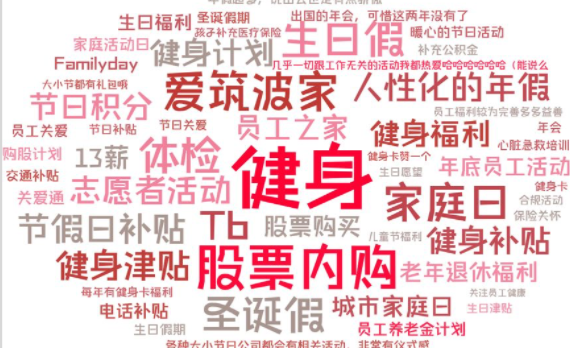 生日福利
圣诞假期
出国的年会，可惜这两年没有了
家庭活动日
孩子补充医疗保险
生日假
暖心的节日活动
Familyday
健身计划
补充公积金
几乎一切跟工作无关的活动我都热爱哈哈哈哈哈哈（能说么
大小节都有礼包哦
爱筑波家
人性化的年假
节日积分
员工福利较为完善多多益善
员工关爱
节日补贴
节日关爱
员工之家
健身福利
年会
心脏急救培训
购股计划
13薪
体检
健身卡赞一个
年底员工活动
交通补贴
健身
生日愿望
健身卡
关爱通
志愿者活动
家庭日
合规活动
保险关怀
节假日补贴
Tb
股票购买
儿童节福利
健身补贴
健身津贴
股票内购
老年退休福利
每年有健身卡福利
关注员工健康
电话补贴
圣诞假
城市家庭日
生日津贴
生日假期
员工养老金计划
各种大小节日公司都会有相关活动，非常有仪式感